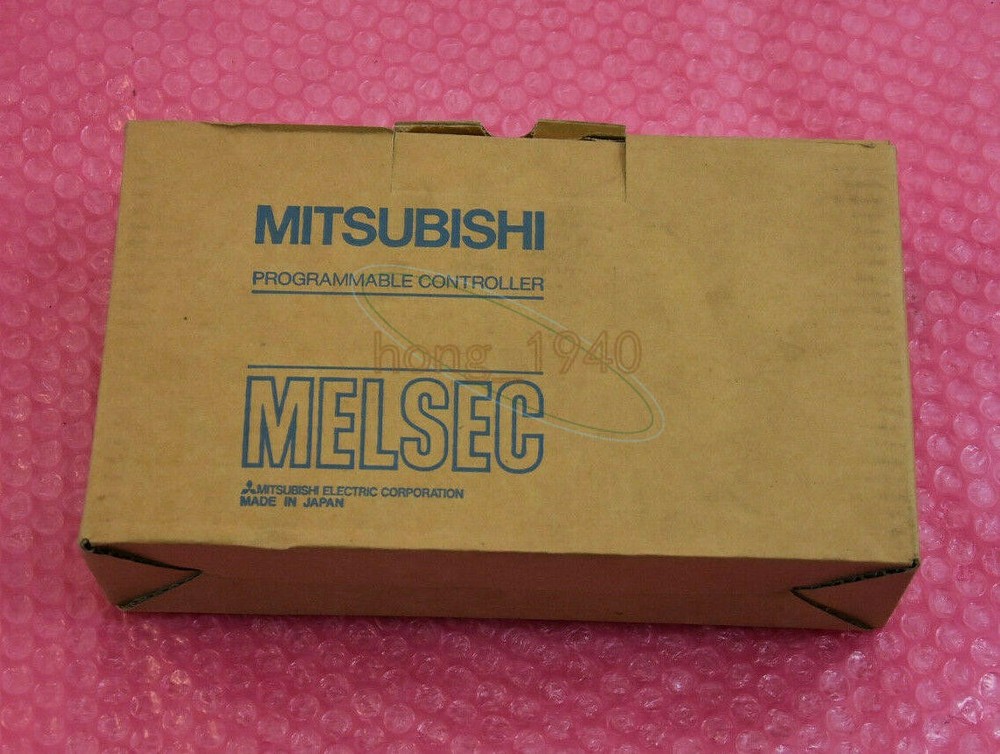 MITSUBISHI
PROGRAMMABLE CONTROLLER
hong_1940
MELSEC
MITSUBISHI ELECTRIC CORPORATION
MADE IN JAPAN